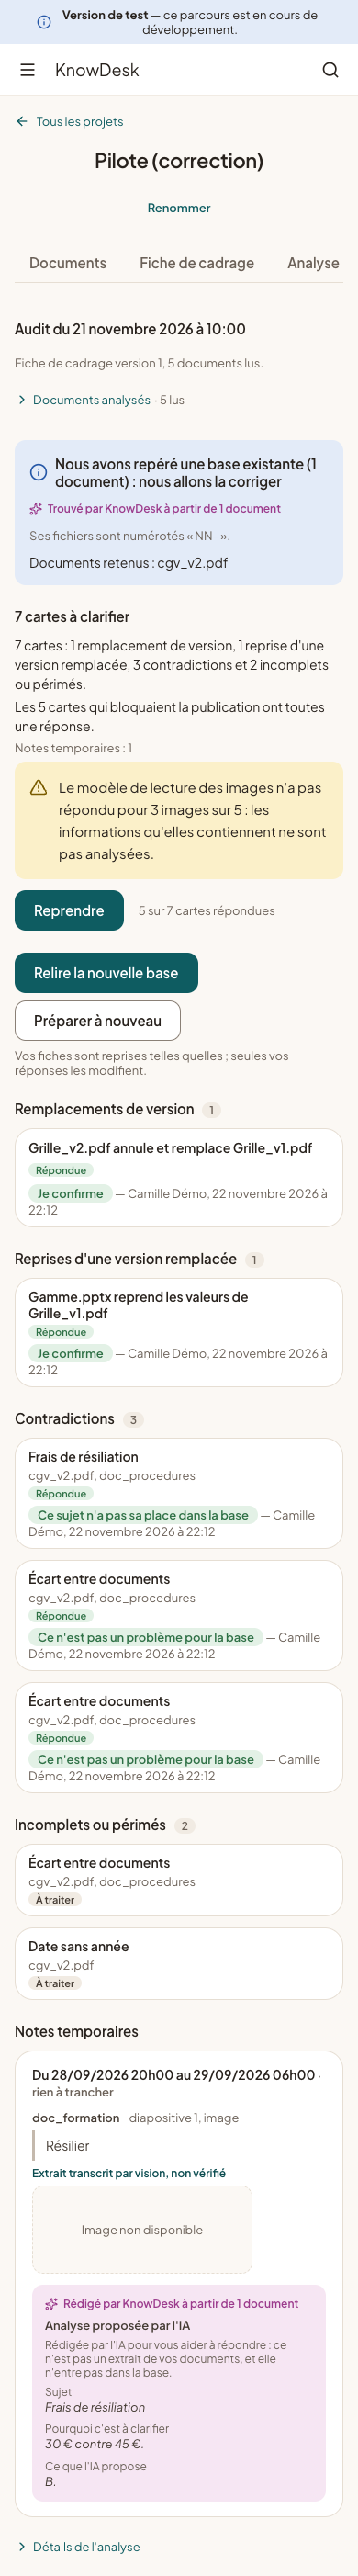 Version de test — ce parcours est en cours de
développement.
KnowDesk
Tous les projets
Pilote (correction)
Renommer
Documents Fiche de cadrage Analyse
Audit du 21 novembre 2026 à 10:00
Fiche de cadrage version 1, 5 documents lus.
Documents analysés · 5 lus
Nous avons repéré une base existante (1
document) : nous allons la corriger
Trouvé par KnowDesk à partir de 1 document
Ses fichiers sont numérotés « NN- ».
Documents retenus : cgv_v2.pdf
7 cartes à clarifier
7 cartes : 1 remplacement de version, 1 reprise d'une
version remplacée, 3 contradictions et 2 incomplets
ou périmés.
Les 5 cartes qui bloquaient la publication ont toutes
une réponse.
Notes temporaires : 1
Le modèle de lecture des images n'a pas
répondu pour 3 images sur 5 : les
informations qu'elles contiennent ne sont
pas analysées.
Reprendre 5 sur 7 cartes répondues
Relire la nouvelle base
Préparer à nouveau
Vos fiches sont reprises telles quelles ; seules vos
réponses les modifient.
Remplacements de version 1
Grille_v2.pdf annule et remplace Grille_v1.pdf
Répondue
Je confirme — Camille Démo, 22 novembre 2026 à
22:12
Reprises d'une version remplacée 1
Gamme.pptx reprend les valeurs de
Grille_v1.pdf
Répondue
Je confirme — Camille Démo, 22 novembre 2026 à
22:12
Contradictions 3
Frais de résiliation
cgv_v2.pdf, doc_procedures
Répondue
Ce sujet n'a pas sa place dans la base — Camille
Démo, 22 novembre 2026 à 22:12
Écart entre documents
cgv_v2.pdf, doc_procedures
Répondue
Ce n'est pas un problème pour la base — Camille
Démo, 22 novembre 2026 à 22:12
Écart entre documents
cgv_v2.pdf, doc_procedures
Répondue
Ce n'est pas un problème pour la base — Camille
Démo, 22 novembre 2026 à 22:12
Incomplets ou périmés 2
Écart entre documents
cgv_v2.pdf, doc_procedures
À traiter
Date sans année
cgv_v2.pdf
À traiter
Notes temporaires
Du 28/09/2026 20h00 au 29/09/2026 06h00 ·
rien à trancher
doc_formation diapositive 1, image
Résilier
Extrait transcrit par vision, non vérifié
Image non disponible
Rédigé par KnowDesk à partir de 1 document
Analyse proposée par l'IA
Rédigée par l'IA pour vous aider à répondre : ce
n'est pas un extrait de vos documents, et elle
n'entre pas dans la base.
Sujet
Frais de résiliation
Pourquoi c'est à clarifier
30 € contre 45 €.
Ce que l'IA propose
B.
Détails de l'analyse